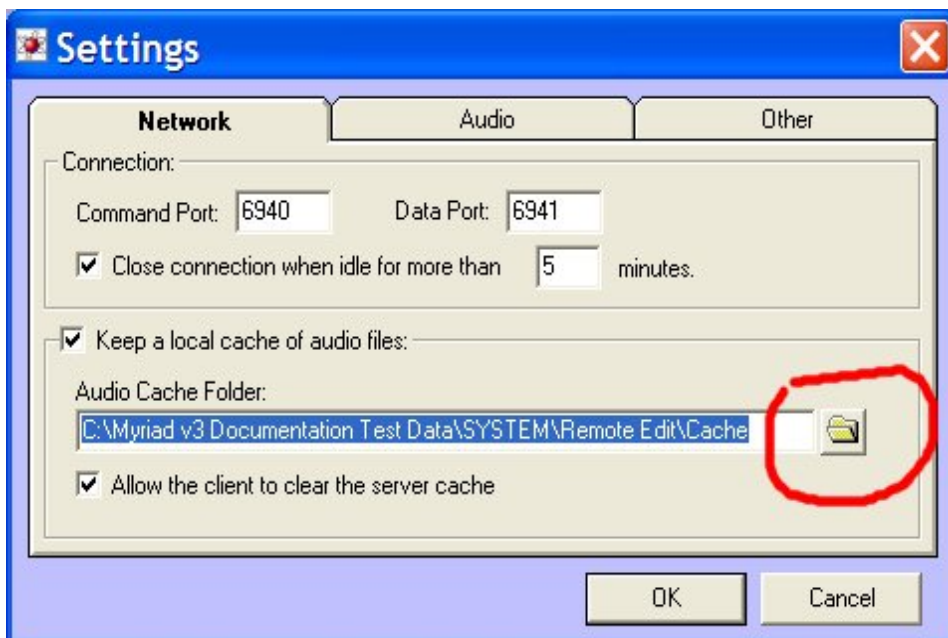 Settings
Network Audio Other
Connection:
Command Port: 6940 Data Port: 6941
Close connection when idle for more than 5 minutes.
Keep a local cache of audio files:
Audio Cache Folder:
C:\Myriad v3 Documentation Test Data\SYSTEM\Remote Edit\Cache
Allow the client to clear the server cache
OK Cancel